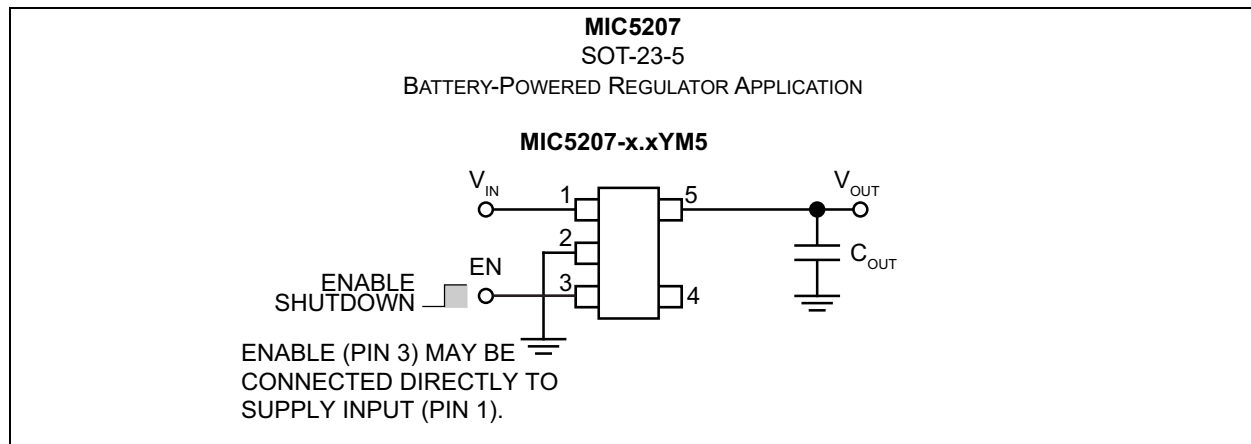 MIC5207
SOT-23-5
BATTERY-POWERED REGULATOR APPLICATION
MIC5207-x.xYM5
VIN
VOUT
1
5
2
EN
COUT
ENABLE
SHUTDOWN
3
4
ENABLE (PIN 3) MAY BE
CONNECTED DIRECTLY TO
SUPPLY INPUT (PIN 1).